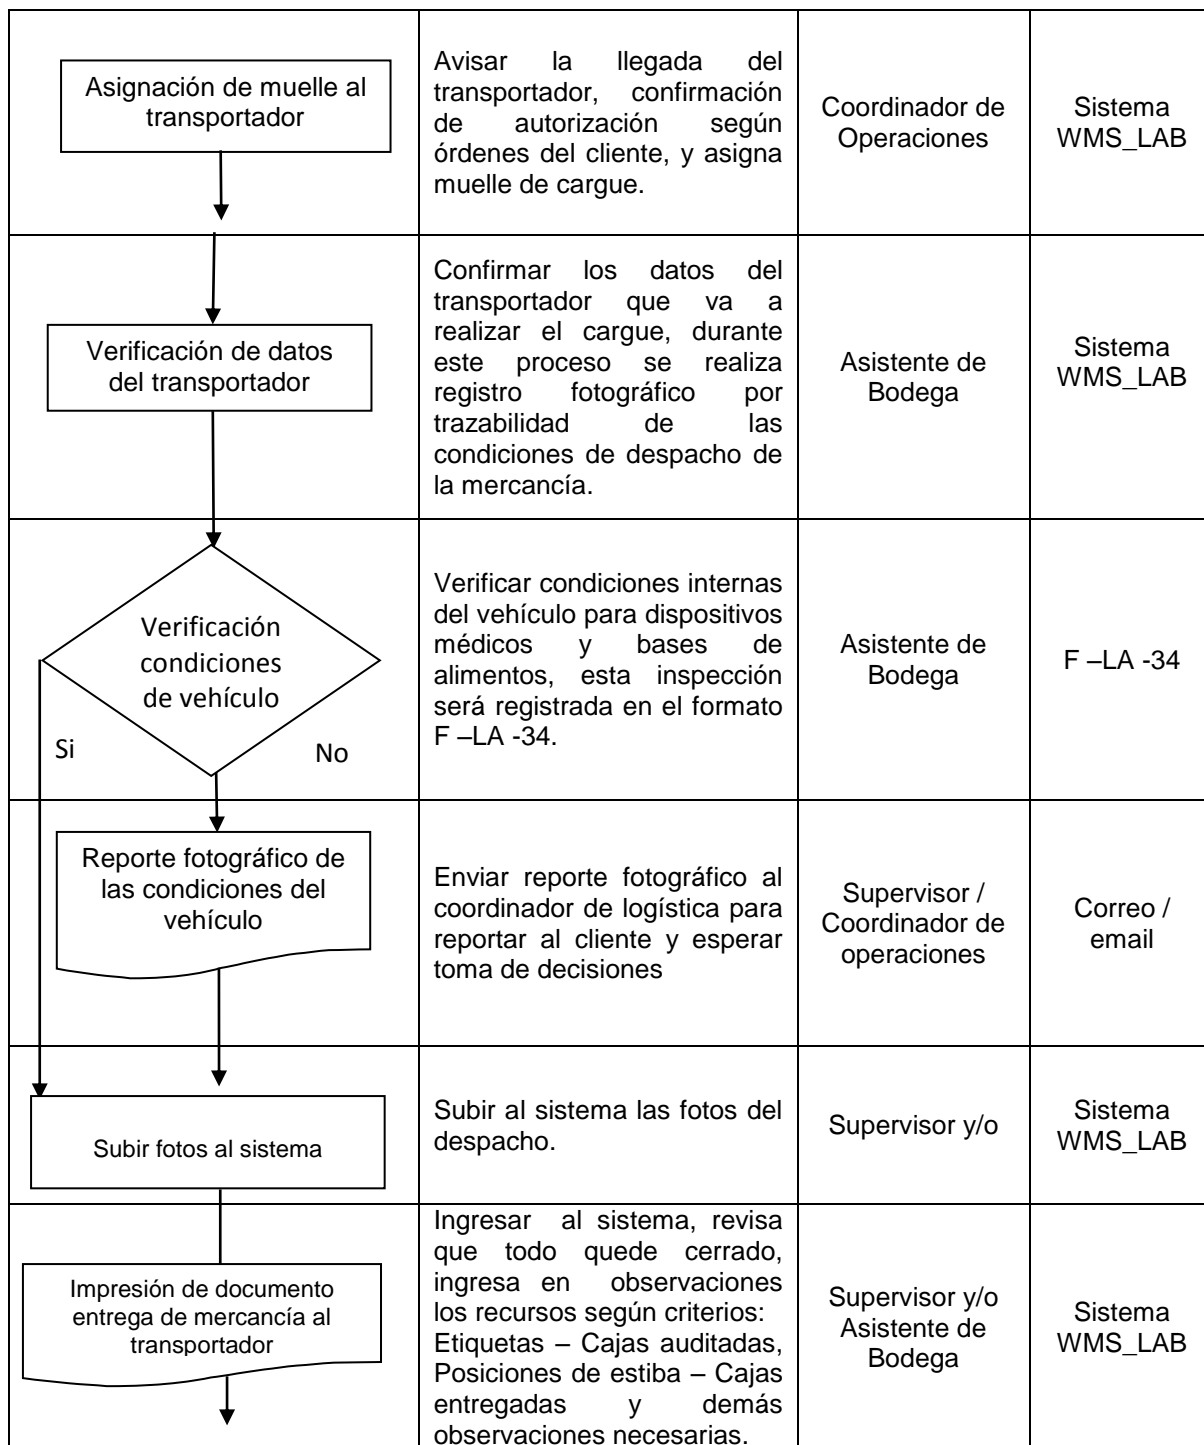 Asignación de muelle al
transportador
Avisar la llegada del
transportador, confirmación
de autorización según
órdenes del cliente, y asigna
muelle de cargue.
Coordinador de
Operaciones
Sistema
WMS_LAB
Verificación de datos
del transportador
Confirmar los datos del
transportador que va a
realizar el cargue, durante
este proceso se realiza
registro fotográfico por
trazabilidad de las
condiciones de despacho de
la mercancía.
Asistente de
Bodega
Sistema
WMS_LAB
Verificación
condiciones
de vehículo
Si
No
Verificar condiciones internas
del vehículo para dispositivos
médicos y bases de
alimentos, esta inspección
será registrada en el formato
F –LA -34.
Asistente de
Bodega
F –LA -34
Reporte fotográfico de
las condiciones del
vehículo
Enviar reporte fotográfico al
coordinador de logística para
reportar al cliente y esperar
toma de decisiones
Supervisor /
Coordinador de
operaciones
Correo /
email
Subir fotos al sistema
Subir al sistema las fotos del
despacho.
Supervisor y/o
Sistema
WMS_LAB
Impresión de documento
entrega de mercancía al
transportador
Ingresar al sistema, revisa
que todo quede cerrado,
ingresa en observaciones
los recursos según criterios:
Etiquetas – Cajas auditadas,
Posiciones de estiba – Cajas
entregadas y demás
observaciones necesarias.
Supervisor y/o
Asistente de
Bodega
Sistema
WMS_LAB